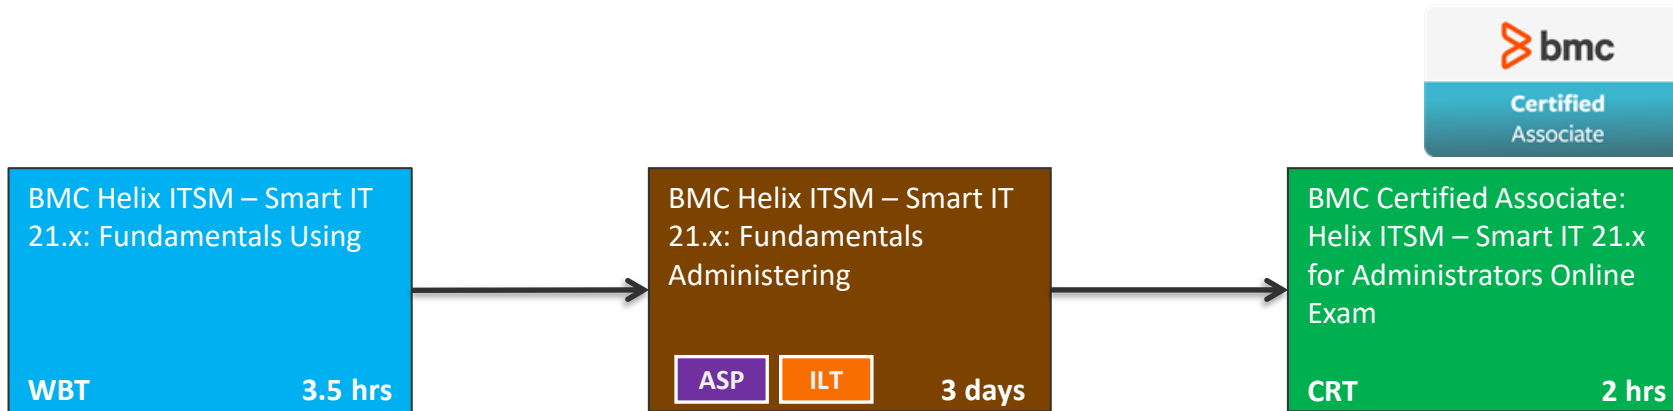 bmc
Certified
Associate
BMC Helix ITSM – Smart IT
21.x: Fundamentals Using
WBT 3.5 hrs
BMC Helix ITSM – Smart IT
21.x: Fundamentals
Administering
ASP ILT 3 days
BMC Certified Associate:
Helix ITSM – Smart IT 21.x
for Administrators Online
Exam
CRT 2 hrs